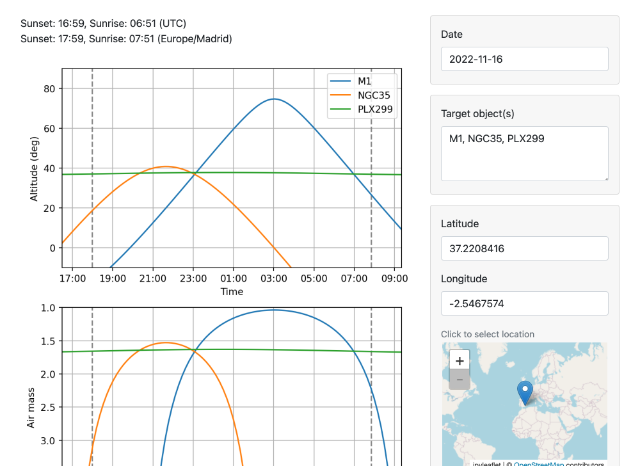 Sunset: 16:59, Sunrise: 06:51 (UTC)
Sunset: 17:59, Sunrise: 07:51 (Europe/Madrid)
M1
NGC35
PLX299
80
60
40
20
0
Altitude (deg)
17:00 19:00 21:00 23:00 01:00 03:00 05:00 07:00 09:00
Time
1.0
1.5
2.0
2.5
3.0
Air mass
Date
2022-11-16
Target object(s)
M1, NGC35, PLX299
Latitude
37.2208416
Longitude
-2.5467574
Click to select location
+
−
ipyleaflet | © OpenStreetMap contributors